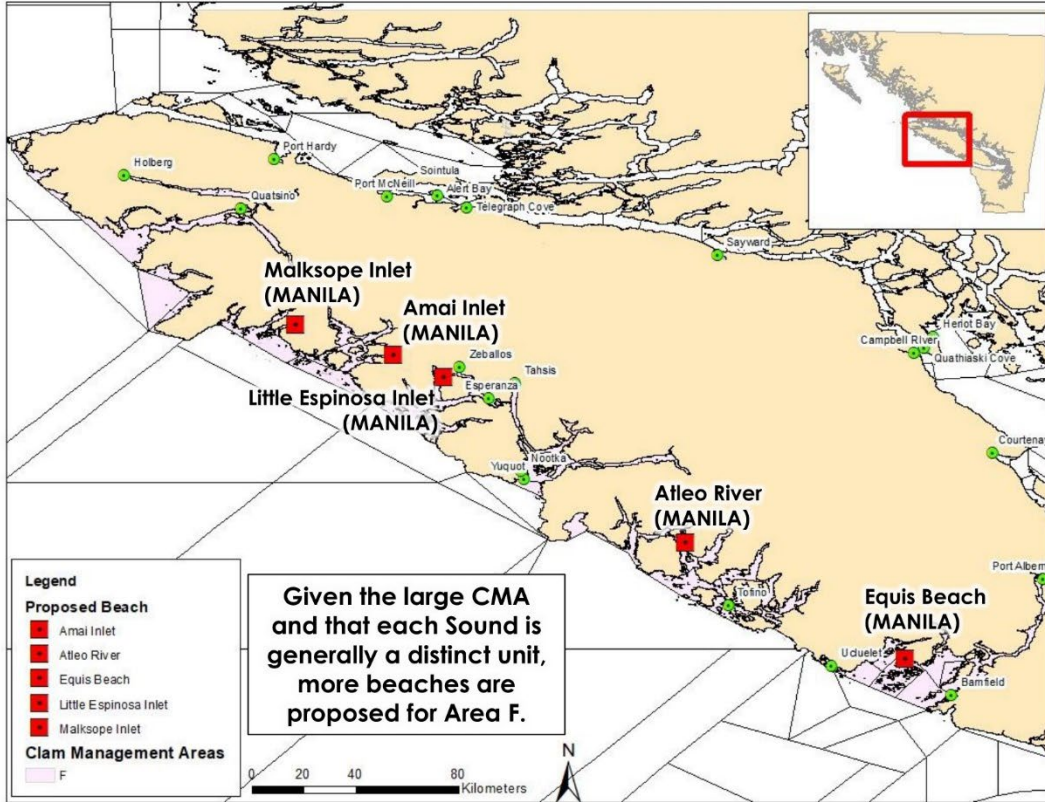 Holberg
Port Hardy
Quatsino
Sointula
Port McNeill
Alert Bay
Telegraph Cove
Sayward
Malksope Inlet
(MANILA)
Amai Inlet
(MANILA)
Heriot Bay
Campbell River
Quathiaski Cove
Zeballos
Tahsis
Esperanza
Little Espinosa Inlet
(MANILA)
Courtenay
Nootka
Yuquot
Atleo River
(MANILA)
Port Albern
Tofino
Equis Beach
(MANILA)
Ucluelet
Bamfield
Legend
Proposed Beach
Amai Inlet
Atleo River
Equis Beach
Little Espinosa Inlet
Malksope Inlet
Clam Management Areas
F
Given the large CMA
and that each Sound is
generally a distinct unit,
more beaches are
proposed for Area F.
N
0 20 40 80
Kilometers